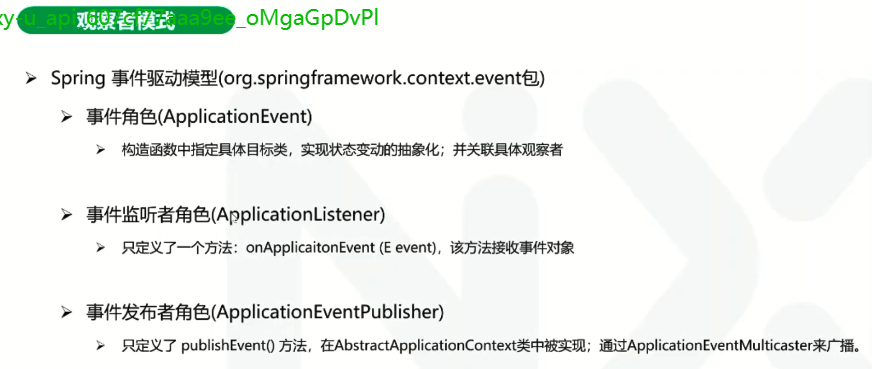 观察者模式
Spring 事件驱动模型(org.springframework.context.event包)
事件角色(ApplicationEvent)
构造函数中指定具体目标类，实现状态变动的抽象化；并关联具体观察者
事件监听者角色(ApplicationListener)
只定义了一个方法：onApplicaitonEvent (E event)，该方法接收事件对象
事件发布者角色(ApplicationEventPublisher)
只定义了 publishEvent() 方法，在AbstractApplicationContext类中被实现；通过ApplicationEventMulticaster来广播。